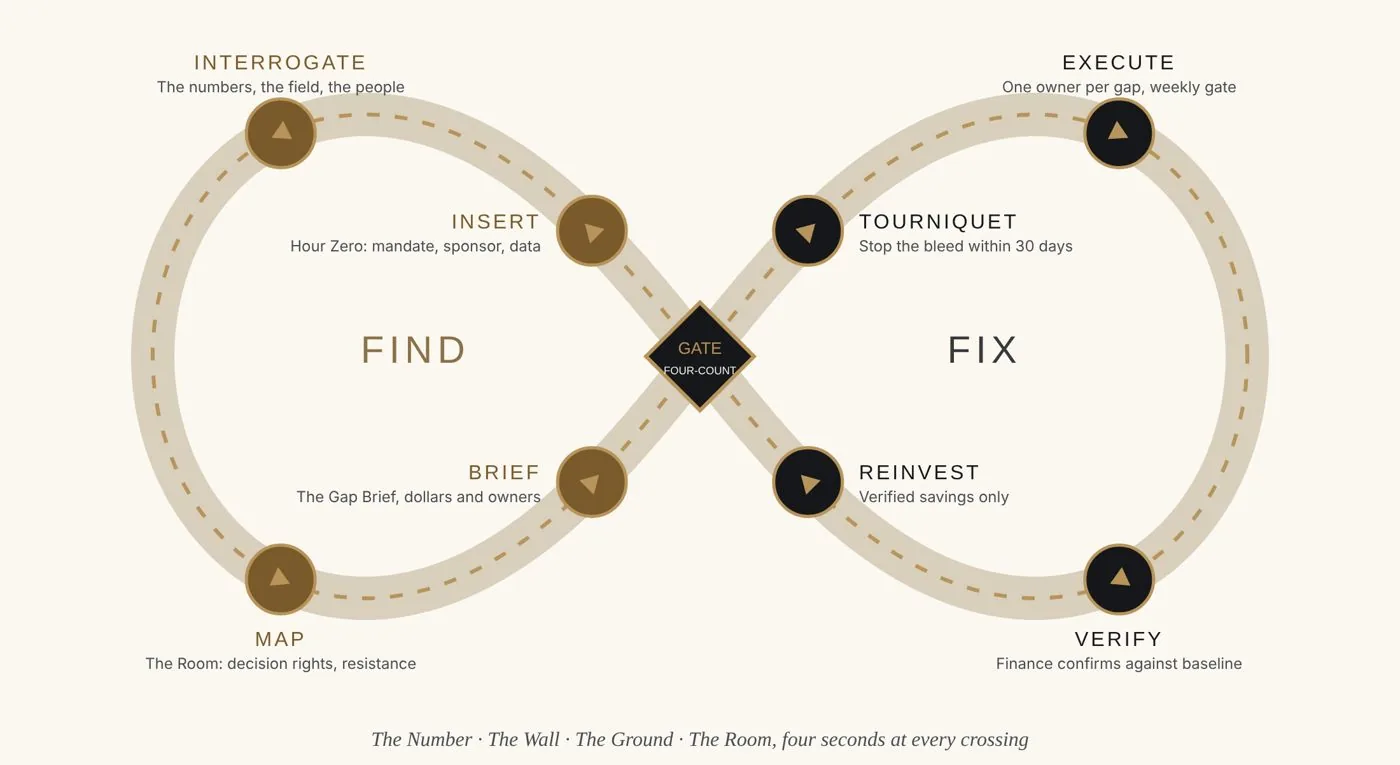 INTERROGATE
The numbers, the field, the people
EXECUTE
One owner per gap, weekly gate
INSERT
Hour Zero: mandate, sponsor, data
TOURNIQUET
Stop the bleed within 30 days
FIND
GATE
FOUR-COUNT
FIX
BRIEF
The Gap Brief, dollars and owners
REINVEST
Verified savings only
MAP
The Room: decision rights, resistance
VERIFY
Finance confirms against baseline
The Number · The Wall · The Ground · The Room, four seconds at every crossing